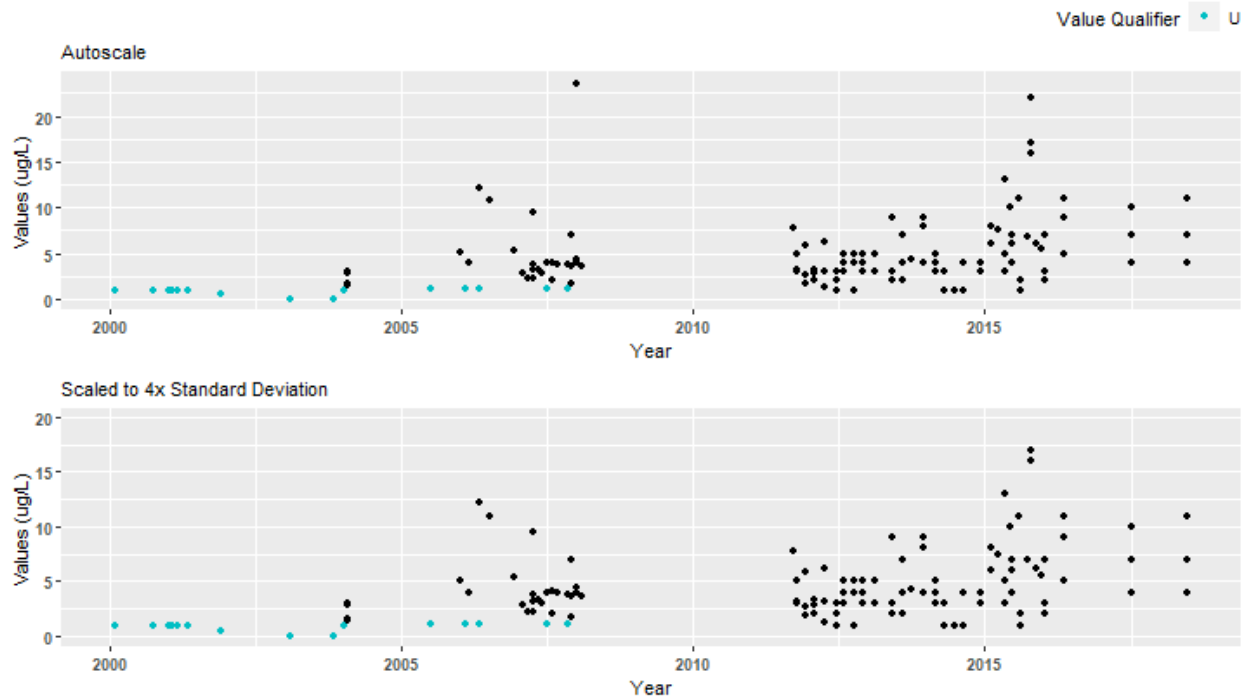 Value Qualifier U
Autoscale
Values (ug/L)
20
15
10
5
0
2000 2005 2010 2015
Year
Scaled to 4x Standard Deviation
Values (ug/L)
20
15
10
5
0
2000 2005 2010 2015
Year